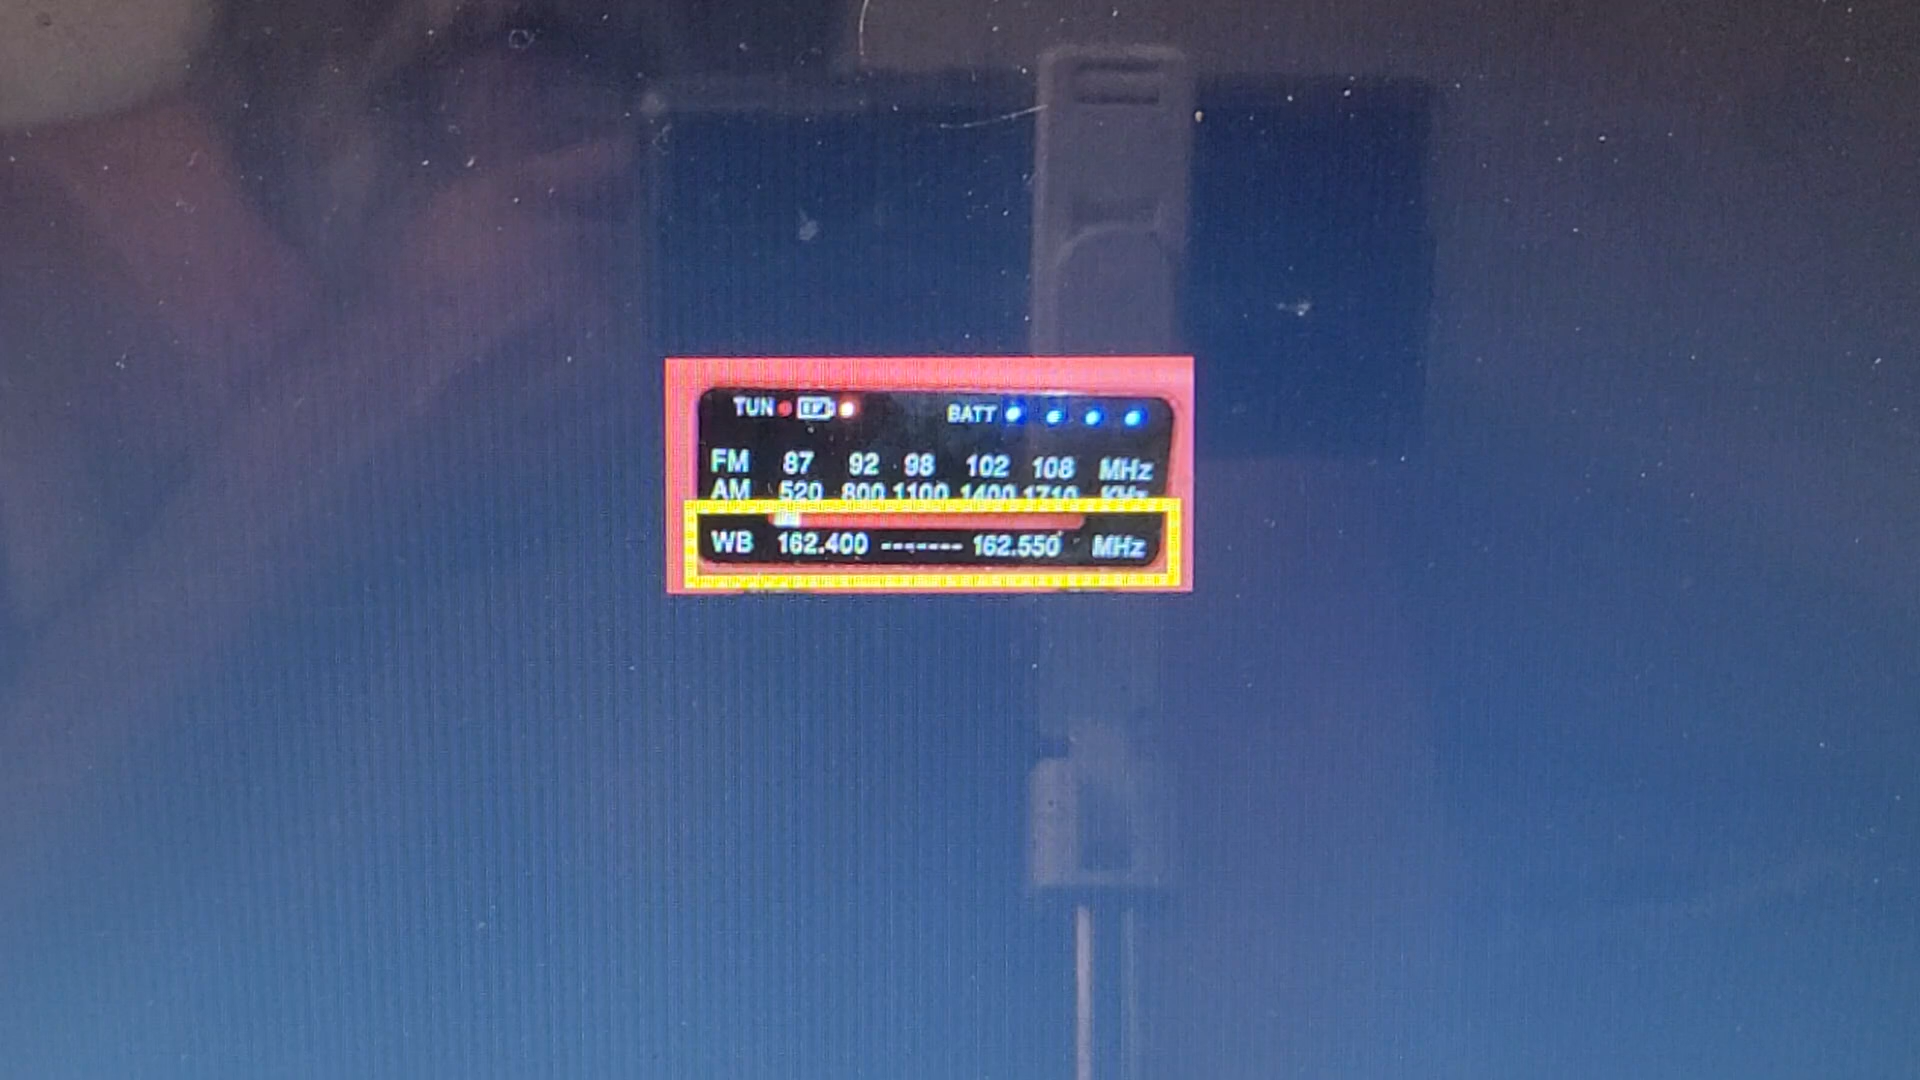 TUN BATT
FM 87 92 98 102 108 MHz
AM 520 800 1100 1400 1710 KHz
WB 162.400 ------- 162.550 MHz